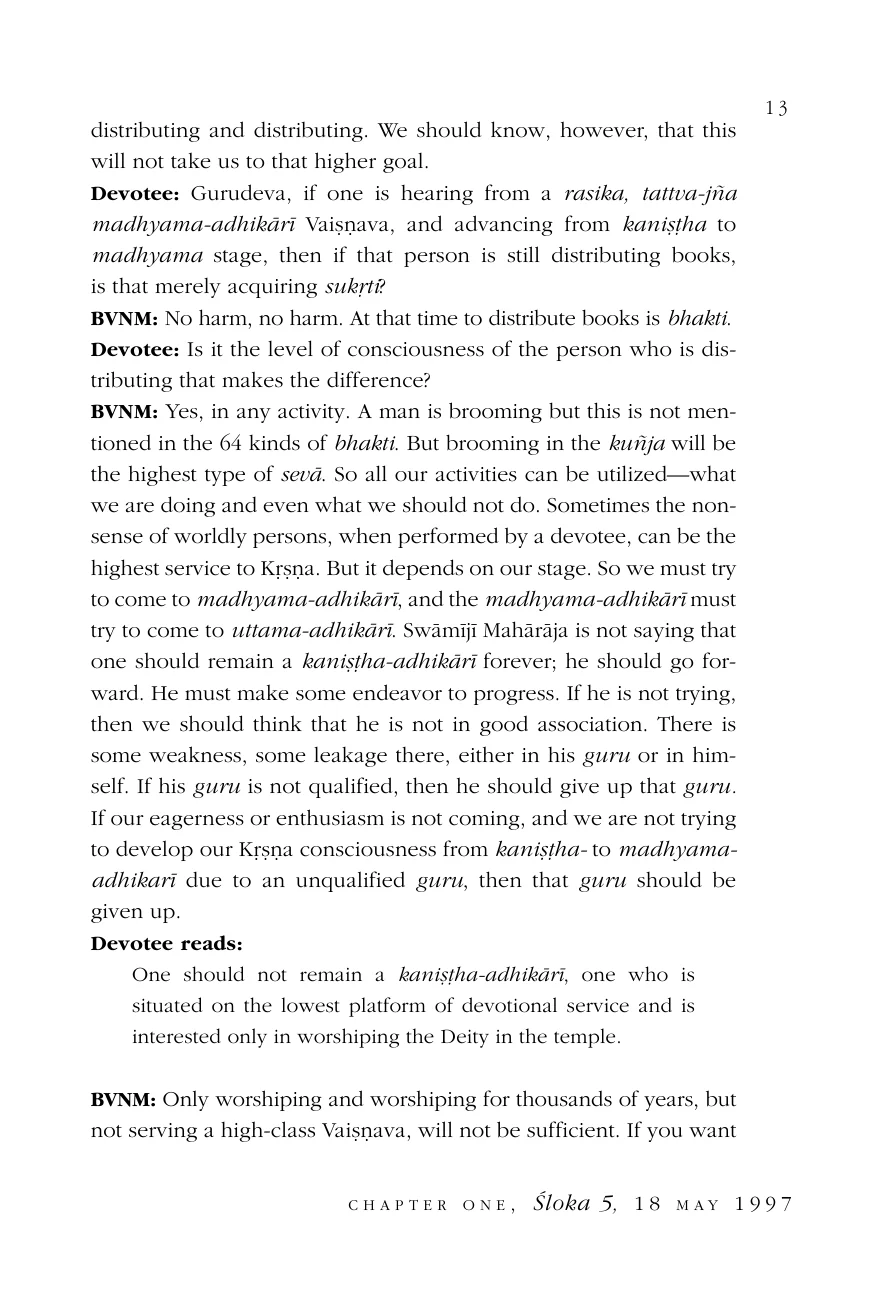 13
distributing and distributing. We should know, however, that this
will not take us to that higher goal.
Devotee: Gurudeva, if one is hearing from a rasika, tattva-jña
madhyama-adhikārī Vaiṣṇava, and advancing from kaniṣṭha to
madhyama stage, then if that person is still distributing books,
is that merely acquiring sukṛti?
BVNM: No harm, no harm. At that time to distribute books is bhakti.
Devotee: Is it the level of consciousness of the person who is dis-
tributing that makes the difference?
BVNM: Yes, in any activity. A man is brooming but this is not men-
tioned in the 64 kinds of bhakti. But brooming in the kuñja will be
the highest type of sevā. So all our activities can be utilized—what
we are doing and even what we should not do. Sometimes the non-
sense of worldly persons, when performed by a devotee, can be the
highest service to Kṛṣṇa. But it depends on our stage. So we must try
to come to madhyama-adhikārī, and the madhyama-adhikārī must
try to come to uttama-adhikārī. Swāmījī Mahārāja is not saying that
one should remain a kaniṣṭha-adhikārī forever; he should go for-
ward. He must make some endeavor to progress. If he is not trying,
then we should think that he is not in good association. There is
some weakness, some leakage there, either in his guru or in him-
self. If his guru is not qualified, then he should give up that guru.
If our eagerness or enthusiasm is not coming, and we are not trying
to develop our Kṛṣṇa consciousness from kaniṣṭha- to madhyama-
adhikarī due to an unqualified guru, then that guru should be
given up.
Devotee reads:
One should not remain a kaniṣṭha-adhikārī, one who is
situated on the lowest platform of devotional service and is
interested only in worshiping the Deity in the temple.
BVNM: Only worshiping and worshiping for thousands of years, but
not serving a high-class Vaiṣṇava, will not be sufficient. If you want
CHAPTER ONE, Śloka 5, 18 MAY 1997